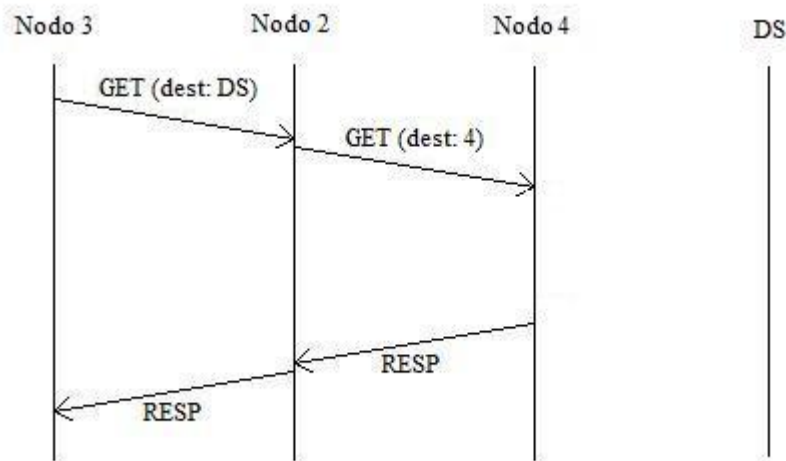 Nodo 3
Nodo 2
Nodo 4
DS
GET (dest: DS)
GET (dest: 4)
RESP
RESP